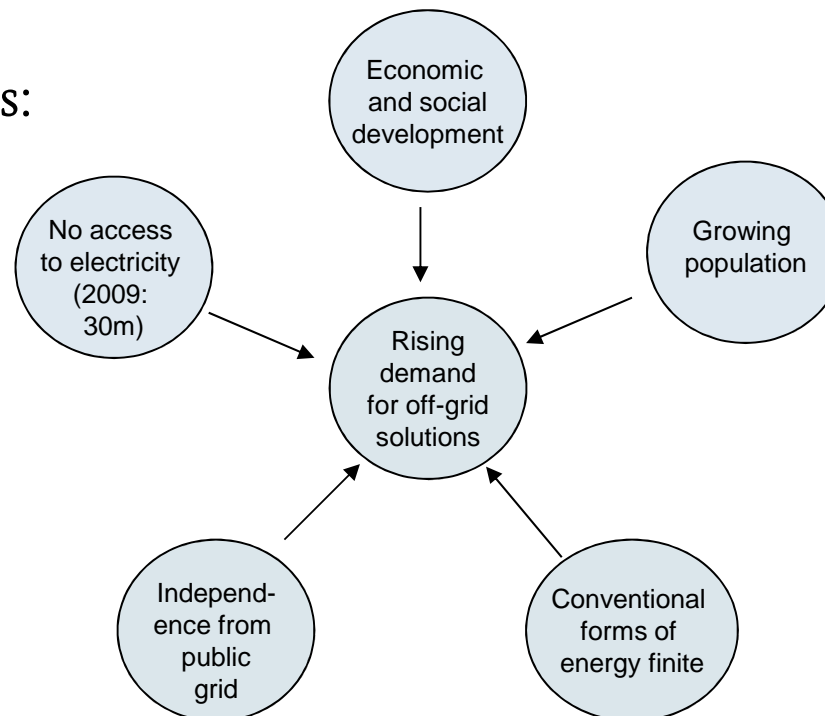 s:
Economic
and social
development
No access
to electricity
(2009:
30m)
Growing
population
Rising
demand
for off-grid
solutions
Independ-
ence from
public
grid
Conventional
forms of
energy finite